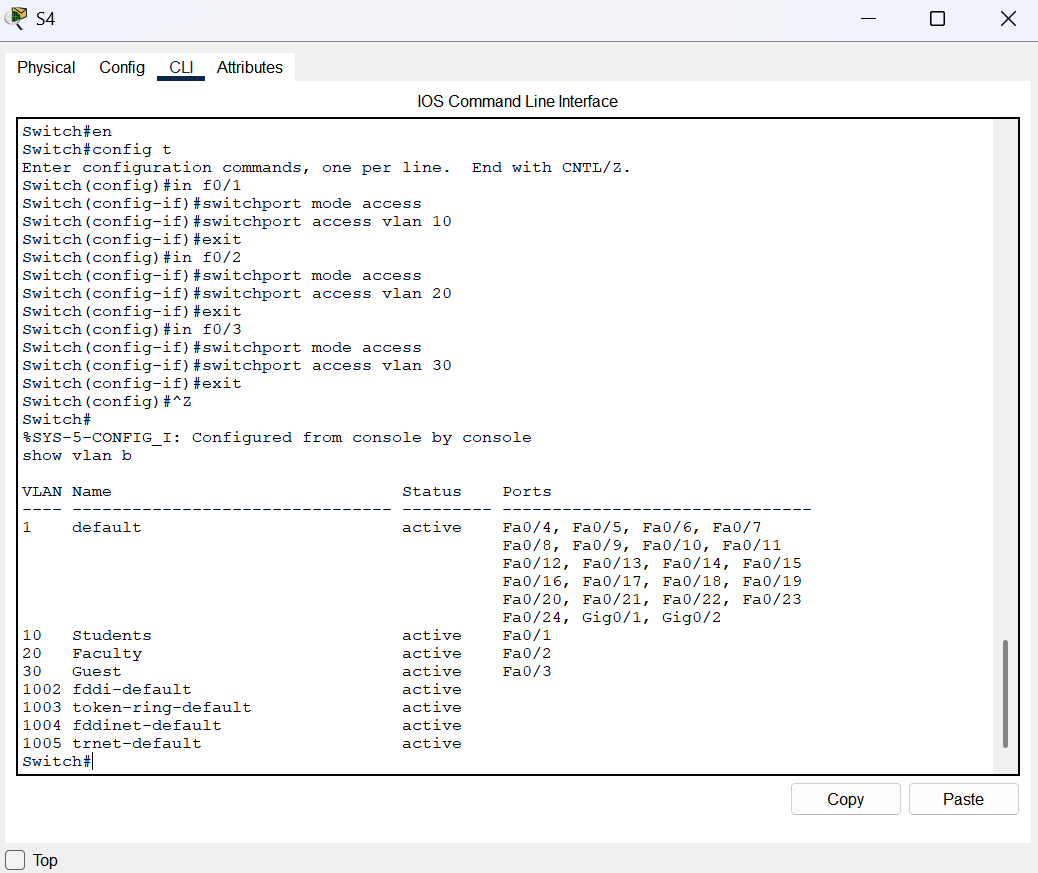 S4
Physical Config CLI Attributes
IOS Command Line Interface
Switch#en
Switch#config t
Enter configuration commands, one per line.  End with CNTL/Z.
Switch(config)#in f0/1
Switch(config-if)#switchport mode access
Switch(config-if)#switchport access vlan 10
Switch(config-if)#exit
Switch(config)#in f0/2
Switch(config-if)#switchport mode access
Switch(config-if)#switchport access vlan 20
Switch(config-if)#exit
Switch(config)#in f0/3
Switch(config-if)#switchport mode access
Switch(config-if)#switchport access vlan 30
Switch(config-if)#exit
Switch(config)#^Z
Switch#
%SYS-5-CONFIG_I: Configured from console by console
show vlan b
VLAN Name                             Status    Ports
---- -------------------------------- --------- -------------------------------
1    default                          active    Fa0/4, Fa0/5, Fa0/6, Fa0/7
                                                Fa0/8, Fa0/9, Fa0/10, Fa0/11
                                                Fa0/12, Fa0/13, Fa0/14, Fa0/15
                                                Fa0/16, Fa0/17, Fa0/18, Fa0/19
                                                Fa0/20, Fa0/21, Fa0/22, Fa0/23
                                                Fa0/24, Gig0/1, Gig0/2
10   Students                         active    Fa0/1
20   Faculty                          active    Fa0/2
30   Guest                            active    Fa0/3
1002 fddi-default                     active
1003 token-ring-default               active
1004 fddinet-default                  active
1005 trnet-default                    active
Switch#
Copy Paste
Top